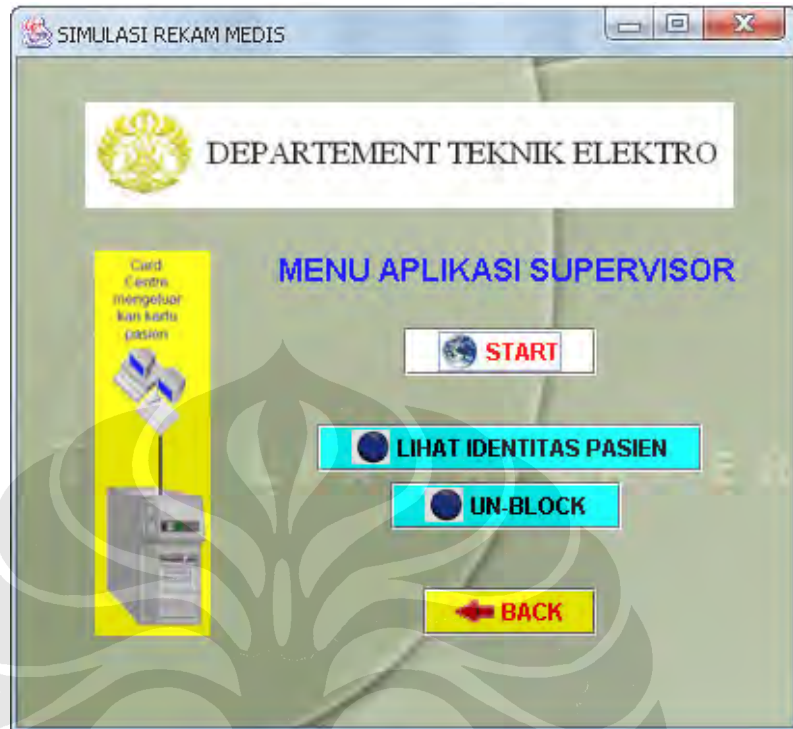 SIMULASI REKAM MEDIS
DEPARTEMENT TEKNIK ELEKTRO
Card
Centre
mengeluar
kan kartu
pasien
MENU APLIKASI SUPERVISOR
START
LIHAT IDENTITAS PASIEN
UN-BLOCK
BACK